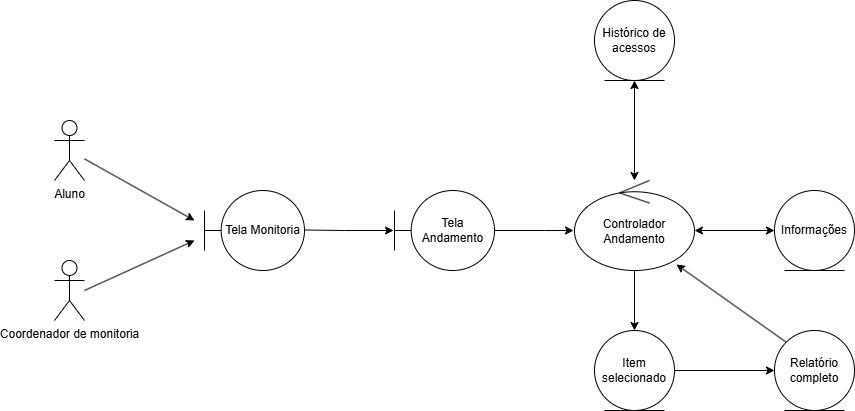 Histórico de
acessos
Aluno
Tela Monitoria
Tela
Andamento
Controlador
Andamento
Informações
Coordenador de monitoria
Item
selecionado
Relatório
completo